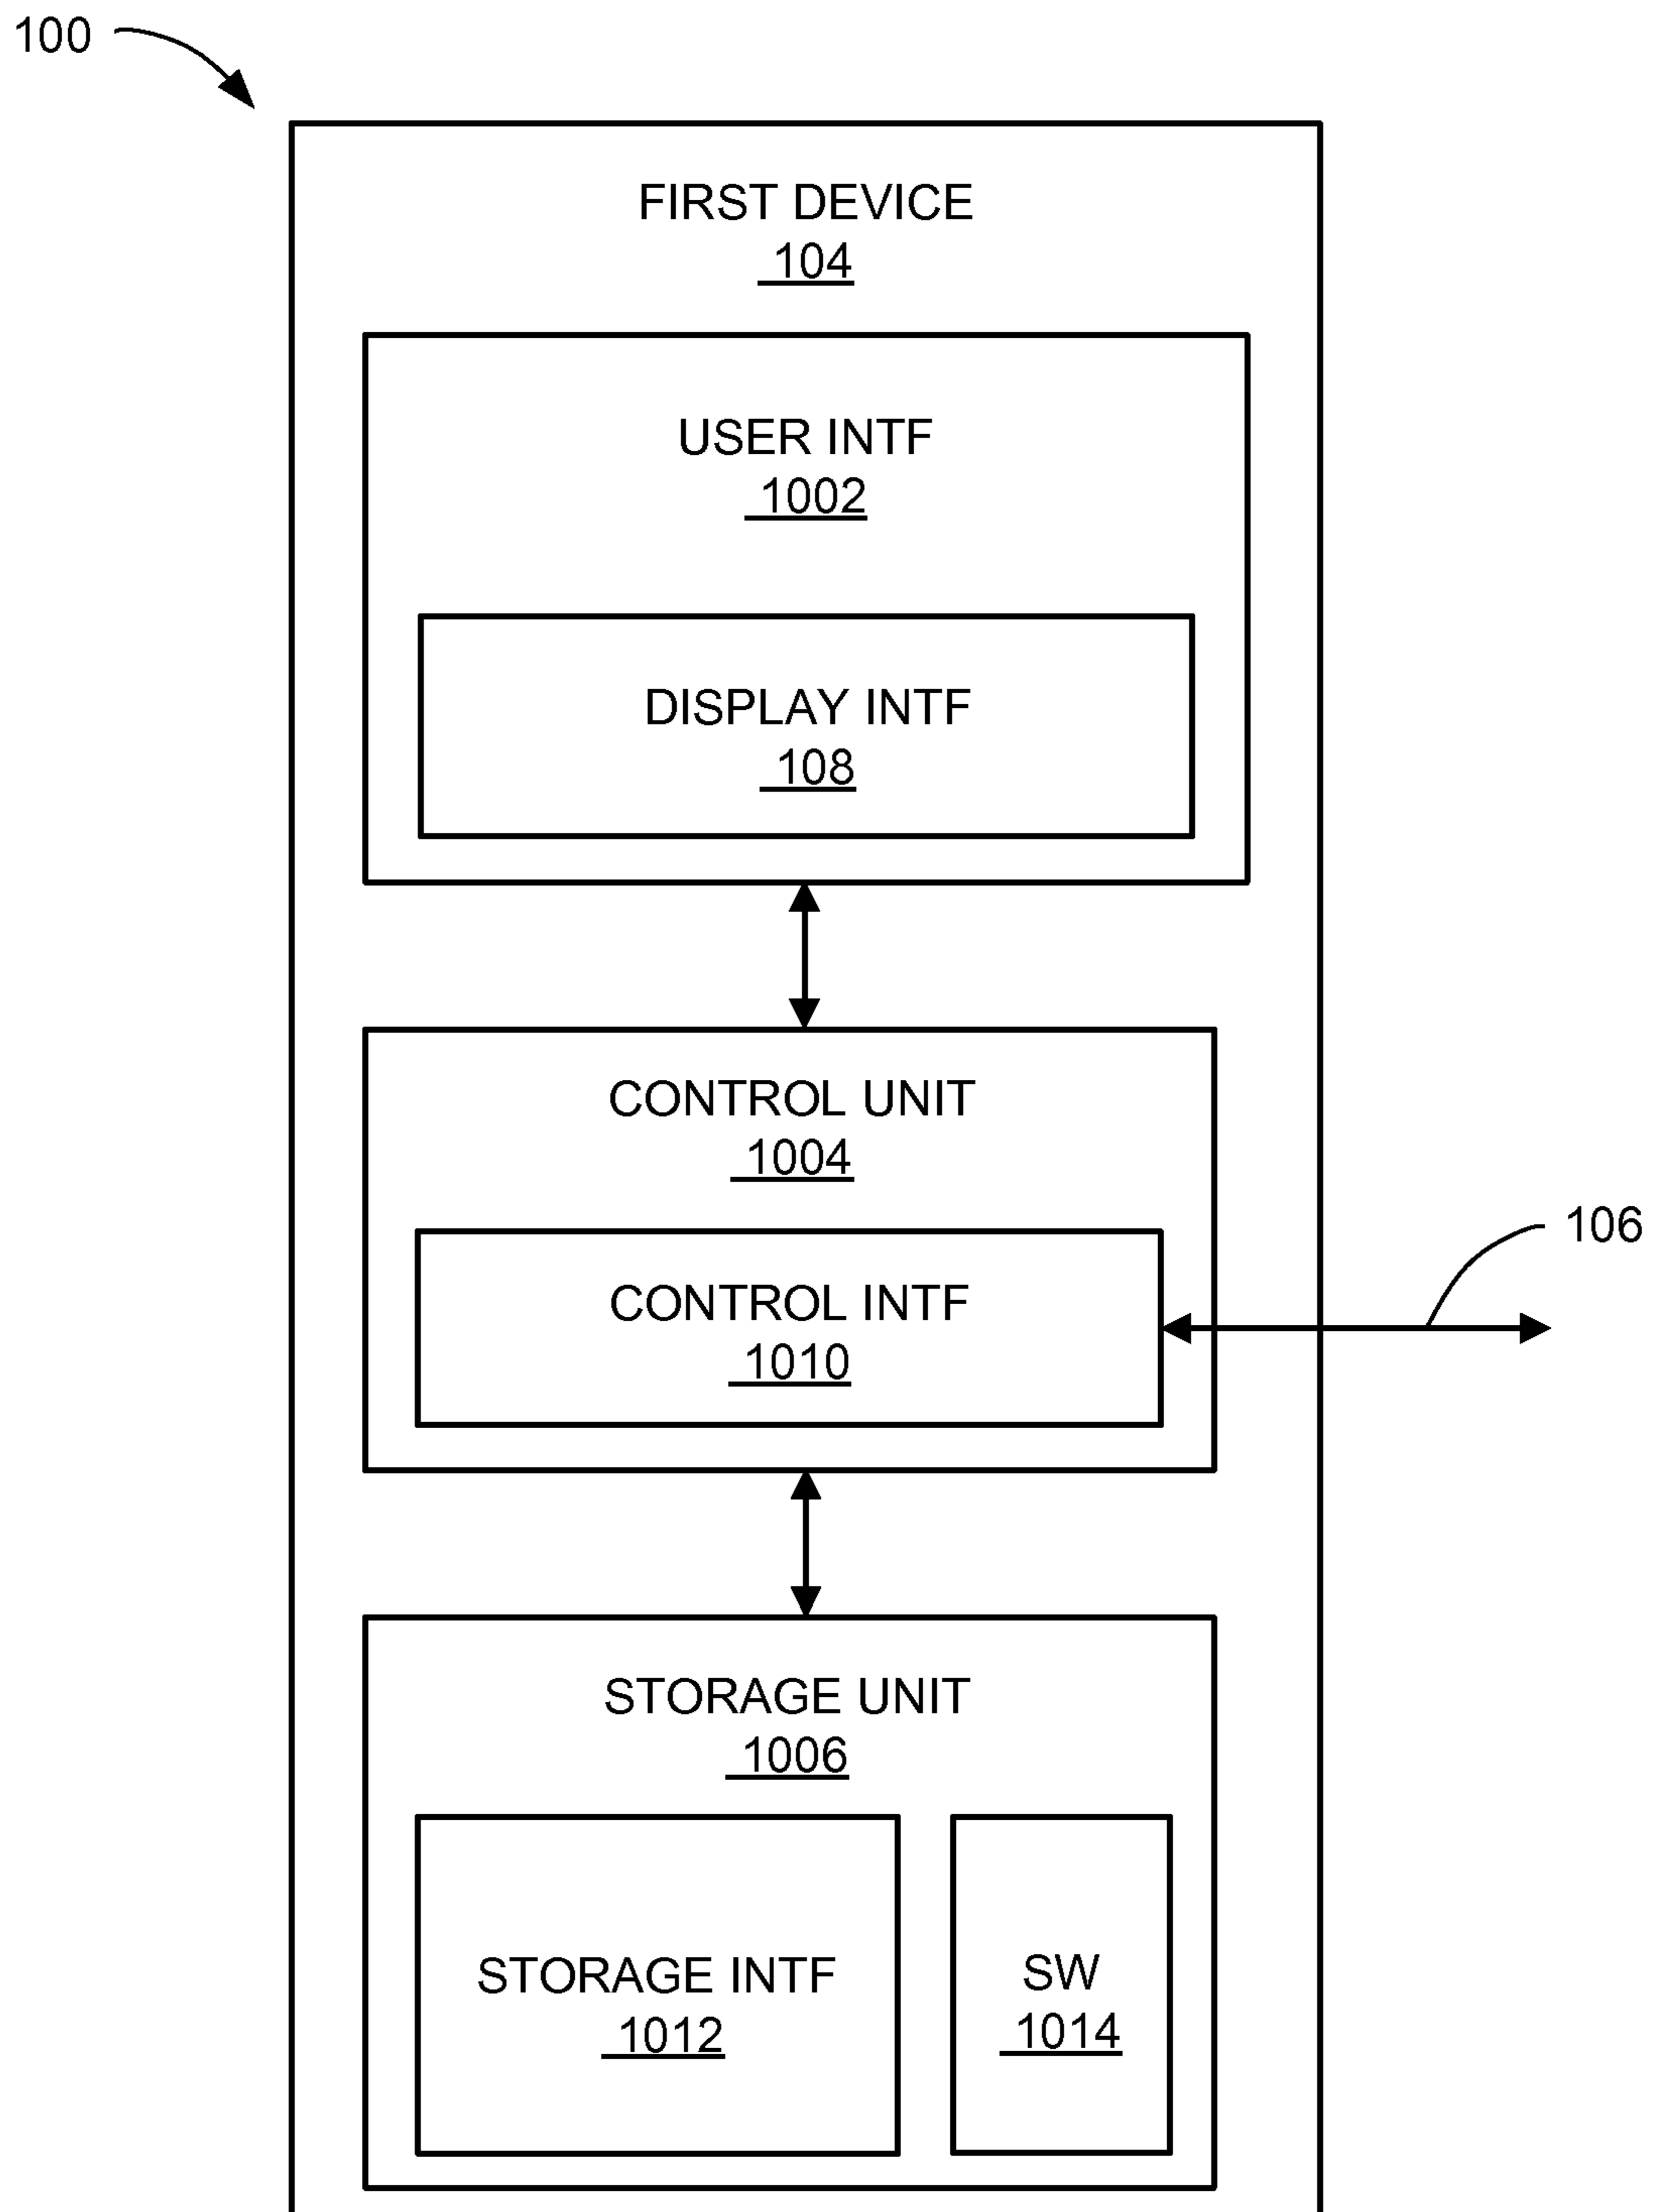 100
FIRST DEVICE
104
USER INTF
1002
DISPLAY INTF
108
CONTROL UNIT
1004
106
CONTROL INTF
1010
STORAGE UNIT
1006
STORAGE INTF
1012
SW
1014